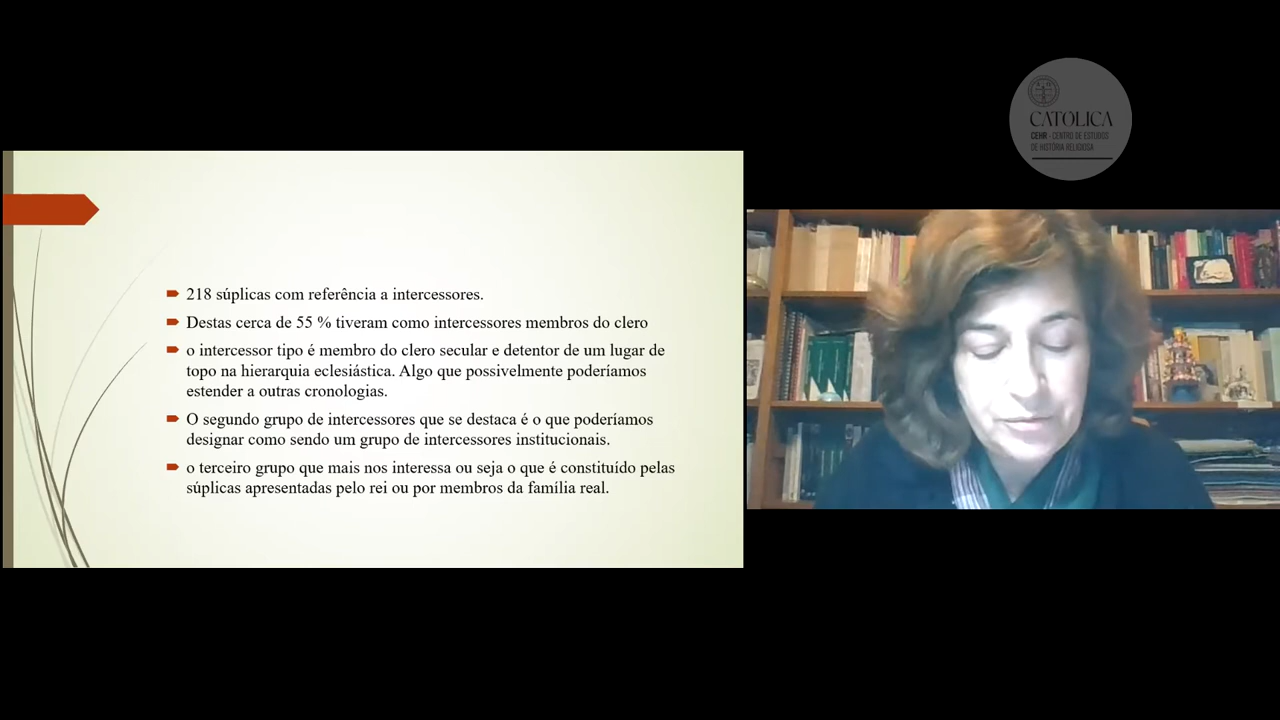 218 súplicas com referência a intercessores.
Destas cerca de 55 % tiveram como intercessores membros do clero
o intercessor tipo é membro do clero secular e detentor de um lugar de
topo na hierarquia eclesiástica. Algo que possivelmente poderíamos
estender a outras cronologias.
O segundo grupo de intercessores que se destaca é o que poderíamos
designar como sendo um grupo de intercessores institucionais.
o terceiro grupo que mais nos interessa ou seja o que é constituído pelas
súplicas apresentadas pelo rei ou por membros da família real.
CATOLICA
CEHR - CENTRO DE ESTUDOS
DE HISTÓRIA RELIGIOSA